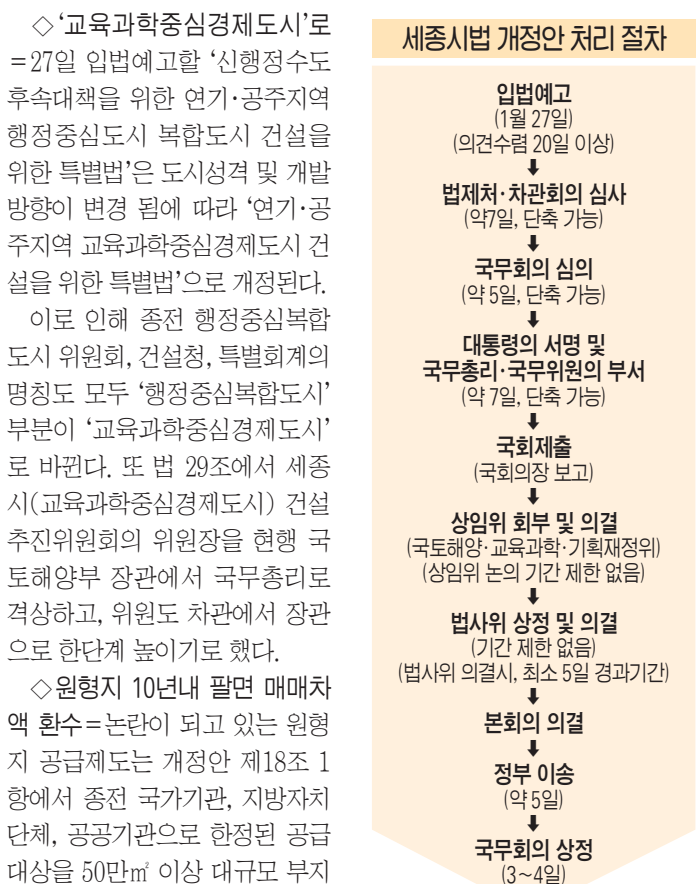 ◇‘교육과학중심경제도시’로
=27일 입법예고할 ‘신행정수도
후속대책을 위한 연기·공주지역
행정중심도시 복합도시 건설을
위한 특별법’은 도시성격 및 개발
방향이 변경 됨에 따라 ‘연기·공
주지역 교육과학중심경제도시 건
설을 위한 특별법’으로 개정된다.
이로 인해 종전 행정중심복합
도시 위원회, 건설청, 특별회계의
명칭도 모두 ‘행정중심복합도시’
부분이 ‘교육과학중심경제도시’
로 바뀐다. 또 법 29조에서 세종
시(교육과학중심경제도시) 건설
추진위원회의 위원장을 현행 국
토해양부 장관에서 국무총리로
격상하고, 위원도 차관에서 장관
으로 한단계 높이기로 했다.
◇원형지 10년내 팔면 매매차
액 환수=논란이 되고 있는 원형
지 공급제도는 개정안 제18조 1
항에서 종전 국가기관, 지방자치
단체, 공공기관으로 한정된 공급
대상을 50만㎡ 이상 대규모 부지
세종시법 개정안 처리 절차
입법예고
(1월 27일)
(의견수렴 20일 이상)
⬇
법제처·차관회의 심사
(약7일, 단축 가능)
⬇
국무회의 심의
(약 5일, 단축 가능)
⬇
대통령의 서명 및
국무총리·국무위원의 부서
(약 7일, 단축 가능)
⬇
국회제출
(국회의장 보고)
⬇
상임위 회부 및 의결
(국토해양·교육과학·기획재정위)
(상임위 논의 기간 제한 없음)
⬇
법사위 상정 및 의결
(기간 제한 없음)
(법사위 의결시, 최소 5일 경과기간)
⬇
본회의 의결
⬇
정부 이송
(약 5일)
⬇
국무회의 상정
(3~4일)